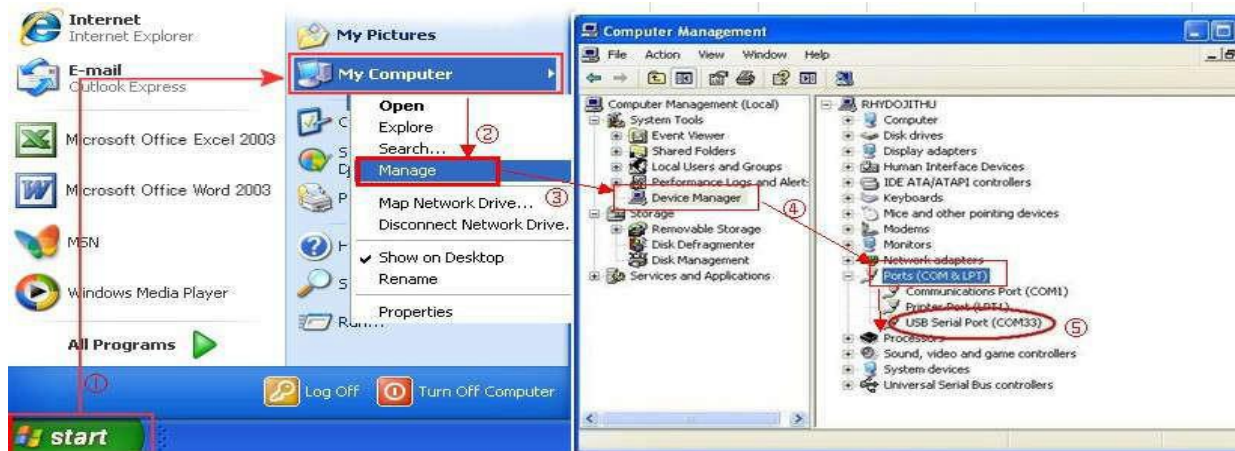 Internet
Internet Explorer
E-mail
Outlook Express
Microsoft Office Excel 2003
Microsoft Office Word 2003
MSN
Windows Media Player
All Programs
My Pictures
My Computer
Open
Explore
Search...
Manage
Map Network Drive...
Disconnect Network Drive.
Show on Desktop
Rename
Properties
C
S
D
P
H
S
Run...
①
②
③
④
⑤
Log Off
Turn Off Computer
start
Computer Management
File Action View Window Help
Computer Management (Local)
System Tools
Event Viewer
Shared Folders
Local Users and Groups
Performance Logs and Alert
Device Manager
Storage
Removable Storage
Disk Defragmenter
Disk Management
Services and Applications
RHYDOJITHU
Computer
Disk drives
Display adapters
Human Interface Devices
IDE ATA/ATAPI controllers
Keyboards
Mice and other pointing devices
Modems
Monitors
Network adapters
Ports (COM & LPT)
Communications Port (COM1)
Printer Port (LPT1)
USB Serial Port (COM33)
Processors
Sound, video and game controllers
System devices
Universal Serial Bus controllers